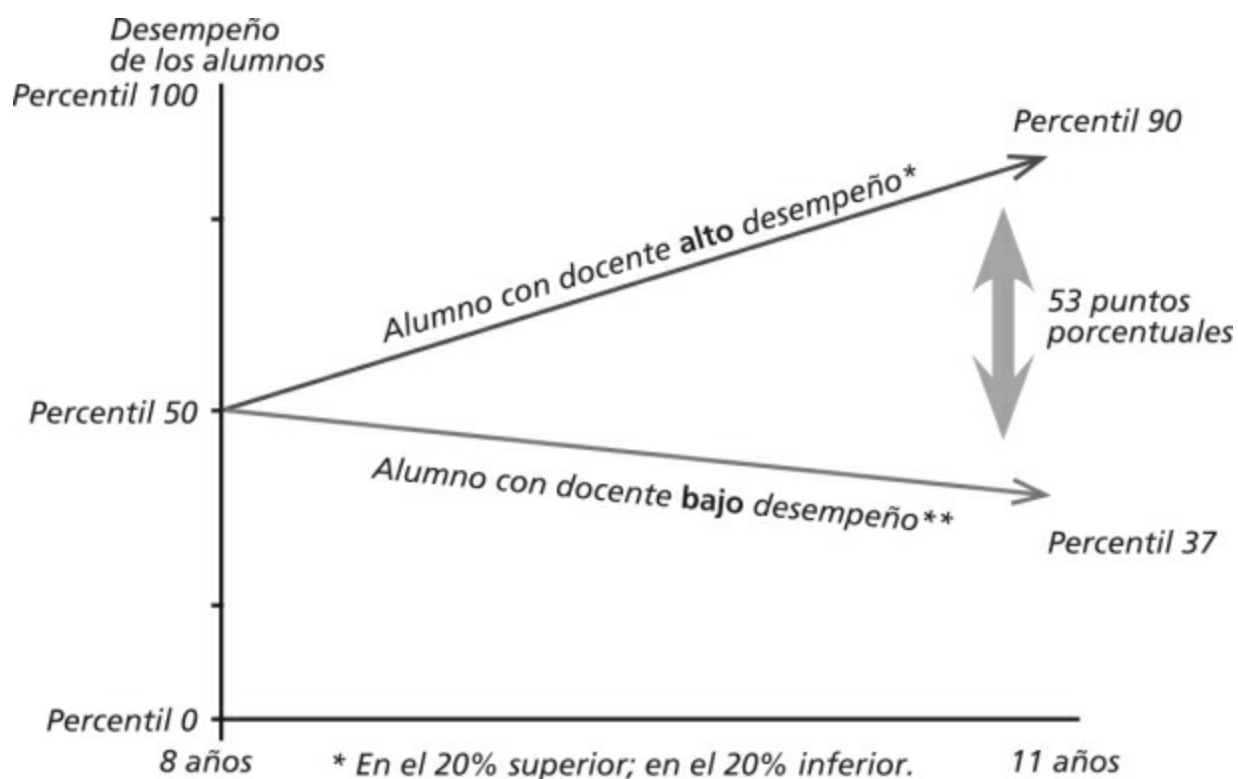 Desempeño
de los alumnos
Percentil 100
Percentil 90
Alumno con docente alto desempeño*
53 puntos
porcentuales
Percentil 50
Alumno con docente bajo desempeño**
Percentil 37
Percentil 0
8 años
* En el 20% superior; en el 20% inferior.
11 años